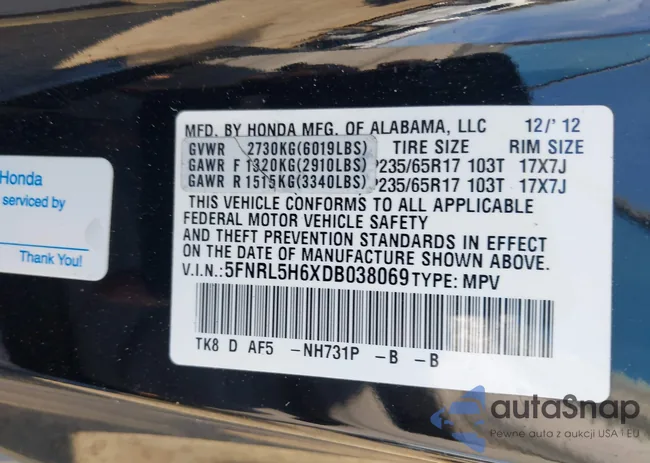 MFD. BY HONDA MFG. OF ALABAMA, LLC 12/' 12
GVWR 2730KG(6019LBS) TIRE SIZE RIM SIZE
GAWR F 1320KG(2910LBS) P235/65R17 103T 17X7J
GAWR R 1515KG(3340LBS) P235/65R17 103T 17X7J
THIS VEHICLE CONFORMS TO ALL APPLICABLE
FEDERAL MOTOR VEHICLE SAFETY
AND THEFT PREVENTION STANDARDS IN EFFECT
ON THE DATE OF MANUFACTURE SHOWN ABOVE.
V.I.N.: 5FNRL5H6XDB038069 TYPE: MPV
TK8 D AF5 -NH731P -B -B
Honda
serviced by
Thank You!
autaSnap
Pewne auta z aukcji USA i EU